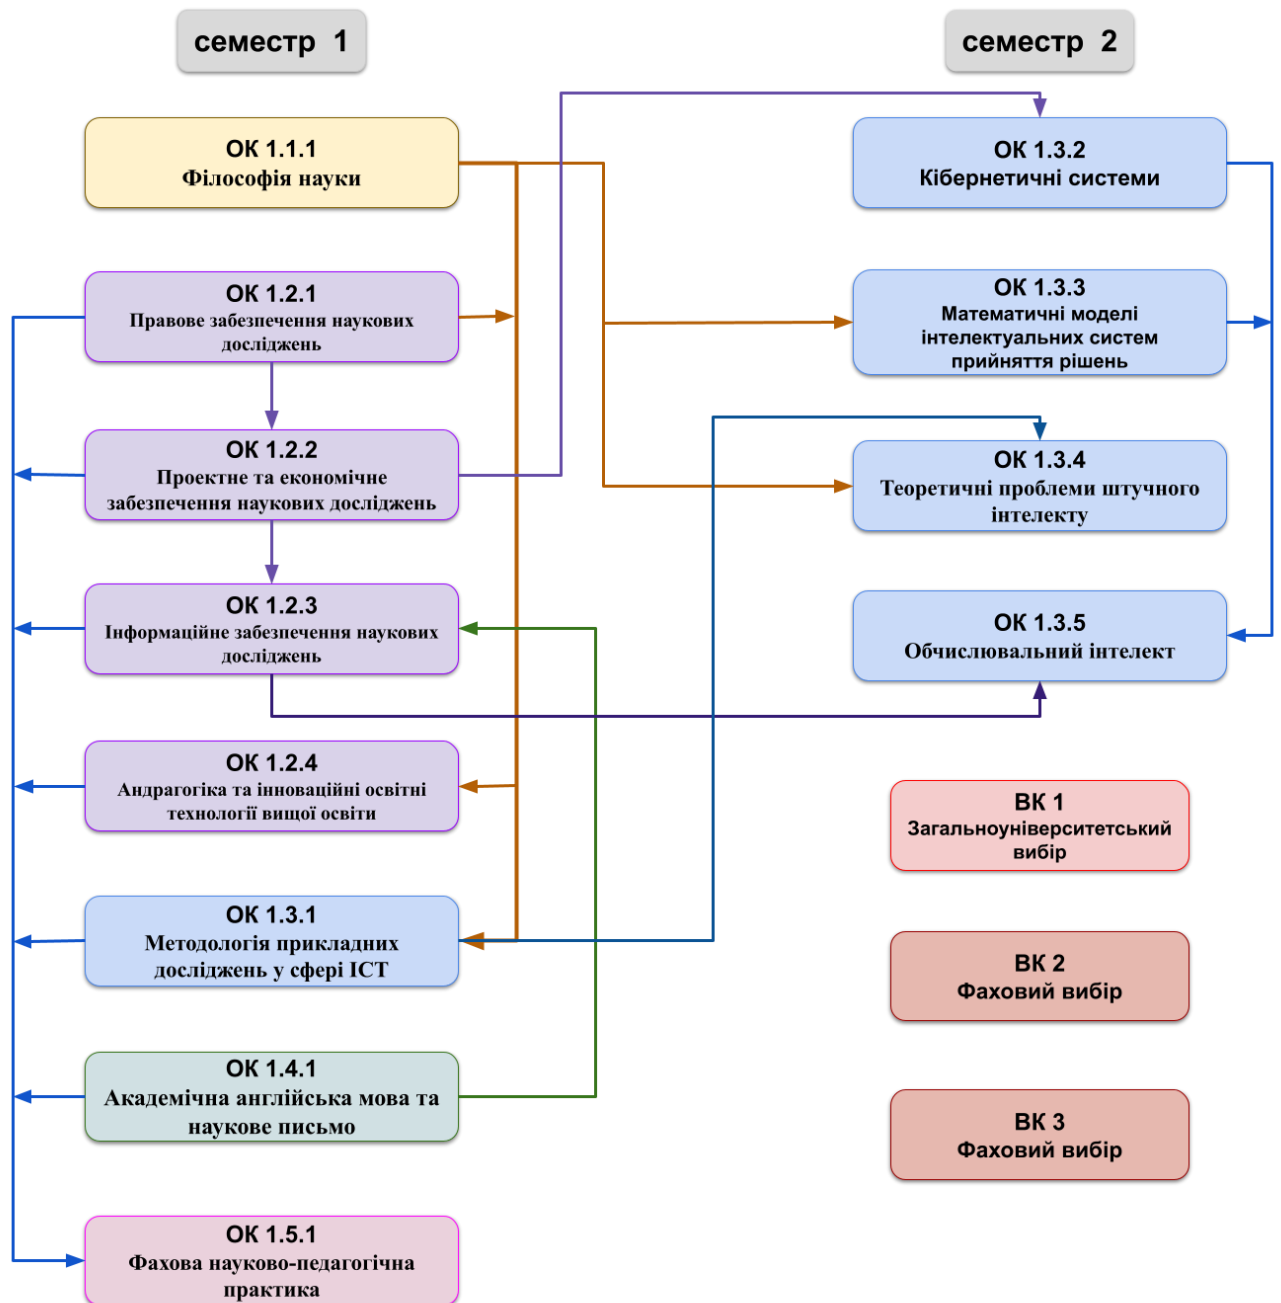 семестр 1
ОК 1.1.1
Філософія науки
ОК 1.2.1
Правове забезпечення наукових
досліджень
ОК 1.2.2
Проектне та економічне
забезпечення наукових досліджень
ОК 1.2.3
Інформаційне забезпечення наукових
досліджень
ОК 1.2.4
Андрагогіка та інноваційні освітні
технології вищої освіти
ОК 1.3.1
Методологія прикладних
досліджень у сфері ІСТ
ОК 1.4.1
Академічна англійська мова та
наукове письмо
ОК 1.5.1
Фахова науково-педагогічна
практика
семестр 2
ОК 1.3.2
Кібернетичні системи
ОК 1.3.3
Математичні моделі
інтелектуальних систем
прийняття рішень
ОК 1.3.4
Теоретичні проблеми штучного
інтелекту
ОК 1.3.5
Обчислювальний інтелект
ВК 1
Загальноуніверситетський
вибір
ВК 2
Фаховий вибір
ВК 3
Фаховий вибір